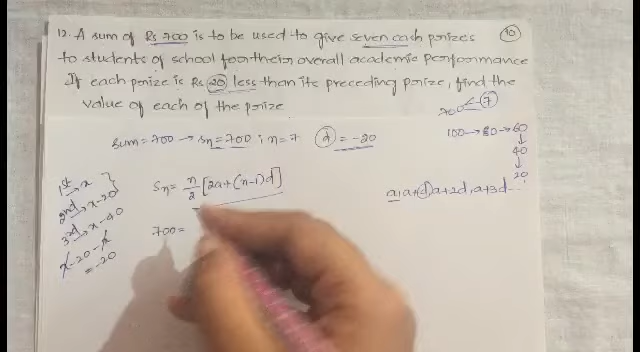 12. A sum of Rs 700 is to be used to give seven cash prizes
to students of school for their overall academic performance
If each prize is Rs 20 less than its preceding prize, find the
value of each of the prize
10
700 ← 7
100 → 80 → 60
↓
40
↓
20
sum = 700 → Sn = 700 ; n = 7 d = -20
a, a+d, a+2d, a+3d ...
1st → x
2nd → x-20
3rd → x-40
x-20-x
= -20
Sn = n/2 [2a+(n-1)d]
700 =